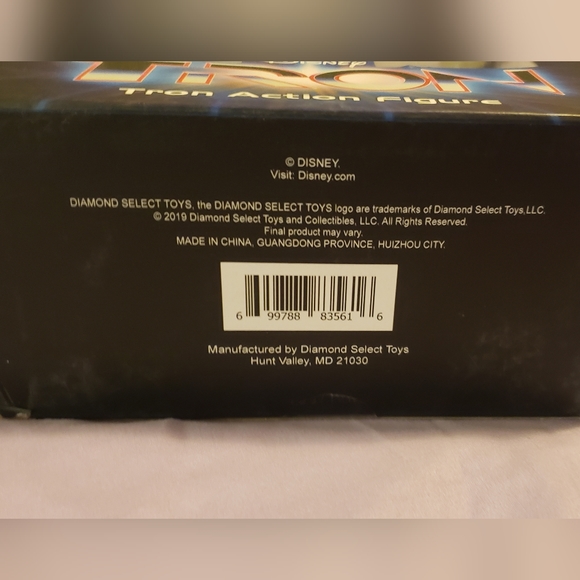 DISNEY
TRON
Tron Action Figure
© DISNEY.
Visit: Disney.com
DIAMOND SELECT TOYS, the DIAMOND SELECT TOYS logo are trademarks of Diamond Select Toys,LLC.
© 2019 Diamond Select Toys and Collectibles, LLC. All Rights Reserved.
Final product may vary.
MADE IN CHINA, GUANGDONG PROVINCE, HUIZHOU CITY.
6 99788 83561 6
Manufactured by Diamond Select Toys
Hunt Valley, MD 21030